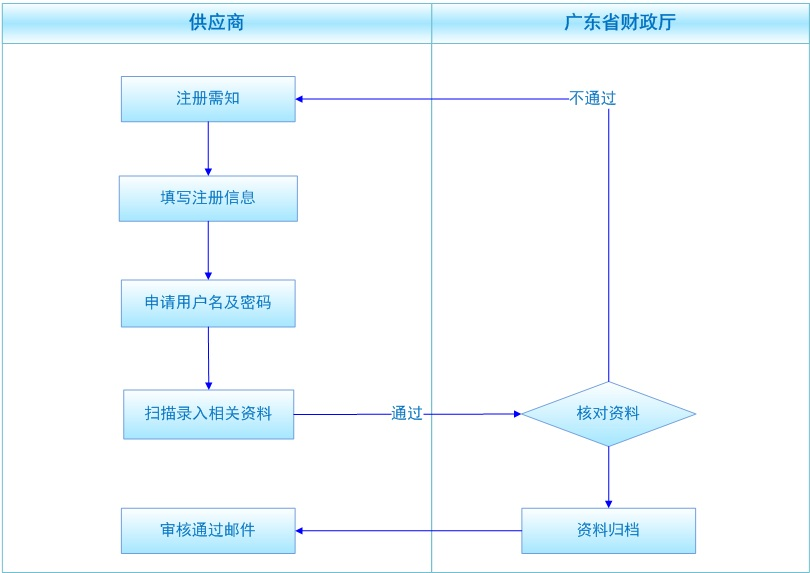 供应商
广东省财政厅
注册需知
不通过
填写注册信息
申请用户名及密码
扫描录入相关资料
通过
核对资料
审核通过邮件
资料归档